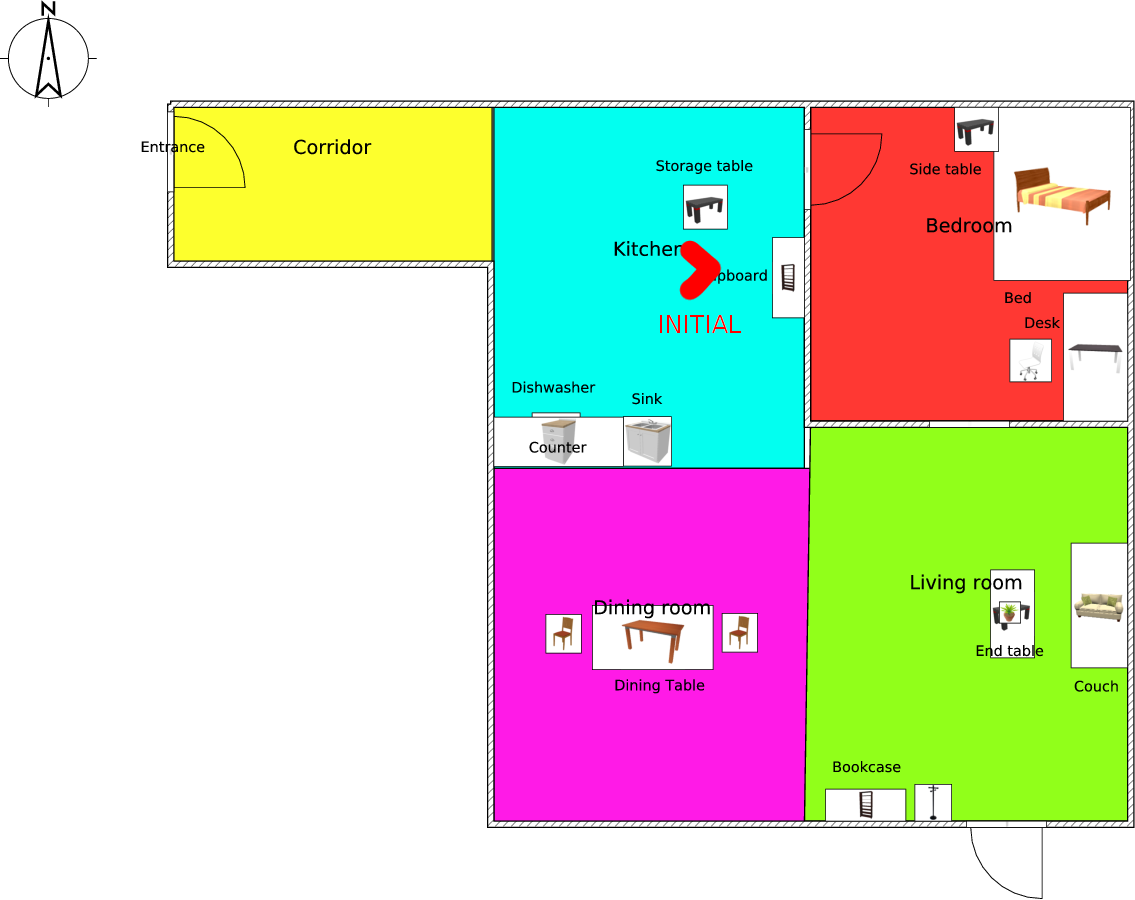 N
Entrance
Corridor
Storage table
Side table
Bedroom
Kitchen
INITIAL
Bed
Desk
Dishwasher
Sink
Counter
Living room
Dining room
End table
Dining Table
Couch
Bookcase